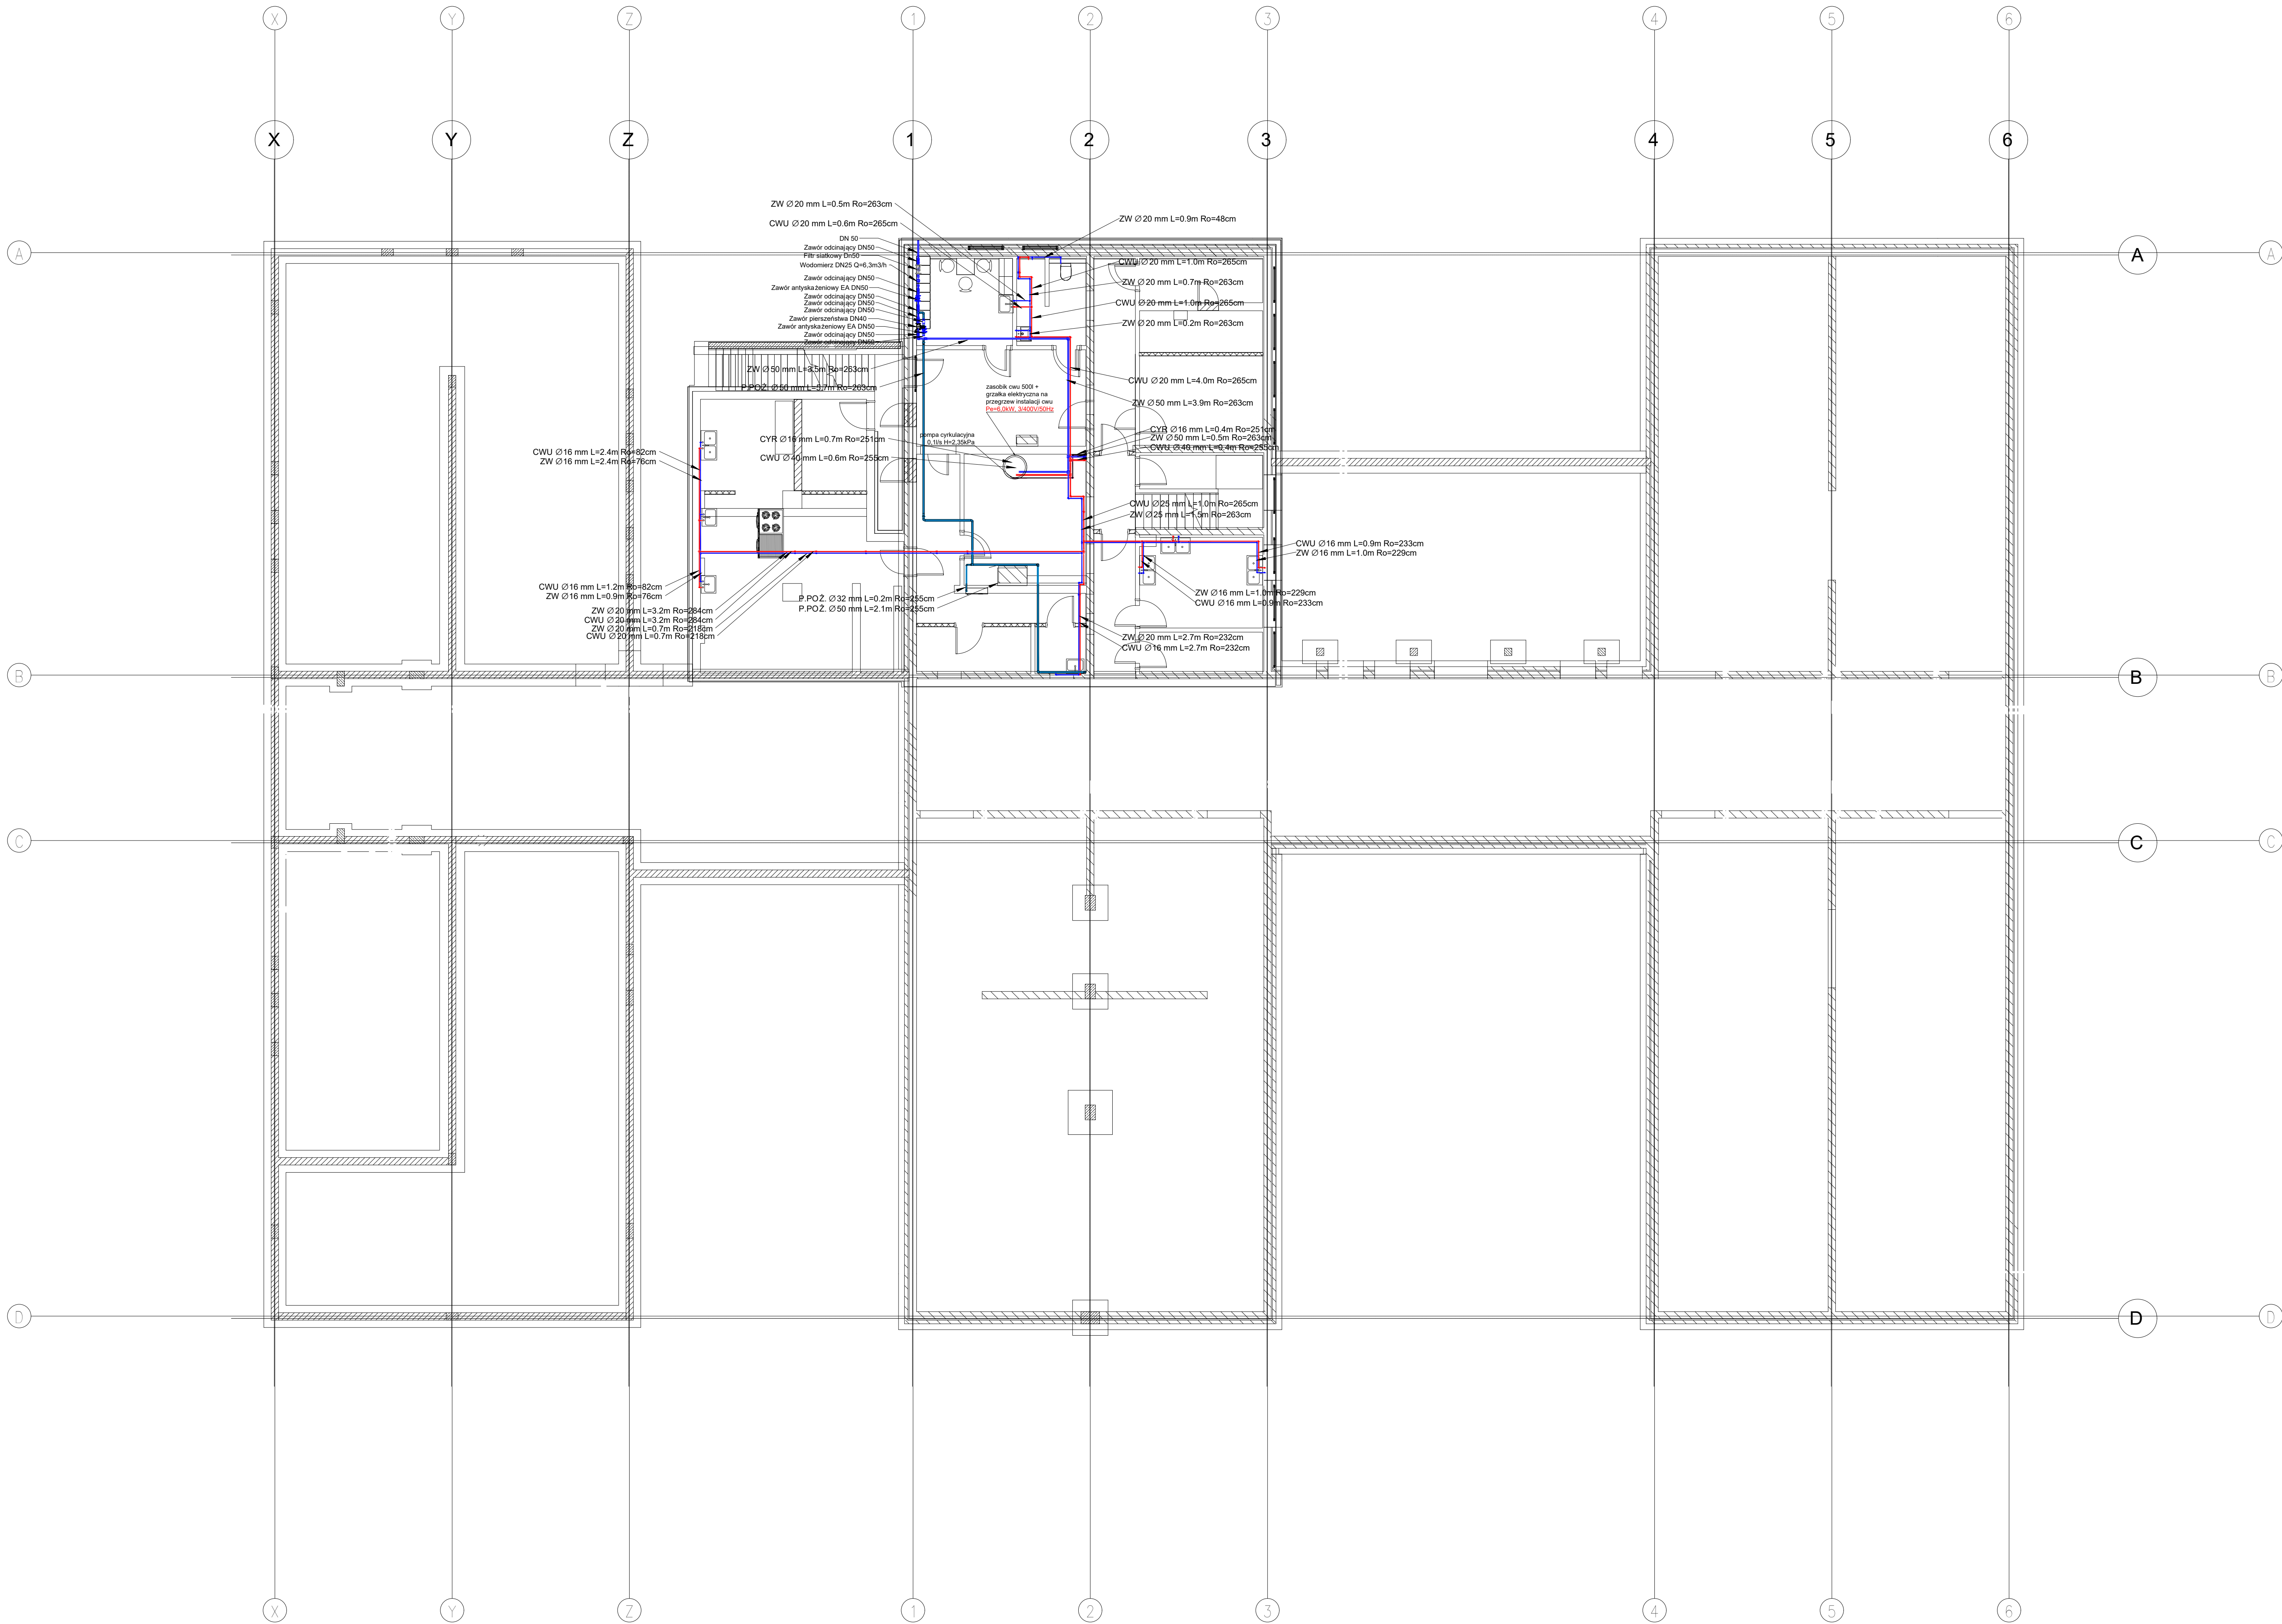 X
Y
Z
1
2
3
4
5
6
X
Y
Z
1
2
3
4
5
6
ZW Ø20 mm L=0.5m Ro=263cm
ZW Ø20 mm L=0.9m Ro=48cm
CWU Ø20 mm L=0.6m Ro=265cm
DN 50
Zawór odcinający DN50
Filtr siatkowy Dn50
Wodomierz DN25 Q=6,3m3/h
Zawór odcinający DN50
Zawór antyskażeniowy EA DN50
Zawór odcinający DN50
Zawór odcinający DN50
Zawór odcinający DN50
Zawór pierszeństwa DN40
Zawór antyskażeniowy EA DN50
Zawór odcinający DN50
Zawór odcinający DN50
A
A
A
CWU Ø20 mm L=1.0m Ro=265cm
ZW Ø20 mm L=0.7m Ro=263cm
CWU Ø20 mm L=1.0m Ro=265cm
ZW Ø20 mm L=0.2m Ro=263cm
ZW Ø50 mm L=3.5m Ro=263cm
P.POŻ. Ø50 mm L=5.7m Ro=263cm
CWU Ø20 mm L=4.0m Ro=265cm
ZW Ø50 mm L=3.9m Ro=263cm
zasobik cwu 500l +
grzałka elektryczna na
przegrzew instalacji cwu
Pe=6,0kW, 3/400V/50Hz
pompa cyrkulacyjna
0,1l/s H=2,35kPa
CYR Ø16 mm L=0.7m Ro=251cm
CWU Ø40 mm L=0.6m Ro=255cm
CYR Ø16 mm L=0.4m Ro=251cm
ZW Ø50 mm L=0.5m Ro=263cm
CWU Ø40 mm L=0.4m Ro=255cm
CWU Ø16 mm L=2.4m Ro=82cm
ZW Ø16 mm L=2.4m Ro=76cm
CWU Ø25 mm L=1.0m Ro=265cm
ZW Ø25 mm L=1.5m Ro=263cm
CWU Ø16 mm L=0.9m Ro=233cm
ZW Ø16 mm L=1.0m Ro=229cm
CWU Ø16 mm L=1.2m Ro=82cm
ZW Ø16 mm L=0.9m Ro=76cm
ZW Ø20 mm L=3.2m Ro=284cm
CWU Ø20 mm L=3.2m Ro=284cm
ZW Ø20 mm L=0.7m Ro=218cm
CWU Ø20 mm L=0.7m Ro=218cm
P.POŻ. Ø32 mm L=0.2m Ro=255cm
P.POŻ. Ø50 mm L=2.1m Ro=255cm
ZW Ø16 mm L=1.0m Ro=229cm
CWU Ø16 mm L=0.9m Ro=233cm
ZW Ø20 mm L=2.7m Ro=232cm
CWU Ø16 mm L=2.7m Ro=232cm
B
B
B
C
C
C
D
D
D
X
Y
Z
1
2
3
4
5
6